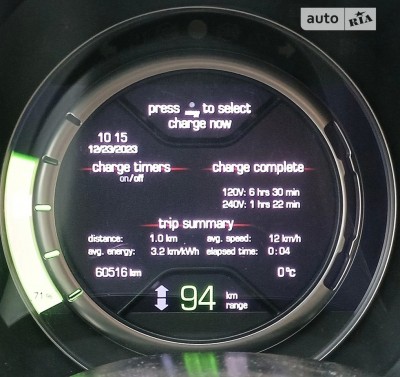 auto RIA
press to select
charge now
10 15
12/23/2023
charge timers
on/off
charge complete
120V: 6 hrs 30 min
240V: 1 hrs 22 min
trip summary
distance: 1.0 km avg. speed: 12 km/h
avg. energy: 3.2 km/kWh elapsed time: 0:04
60516 km 0°c
71%
94 km
range